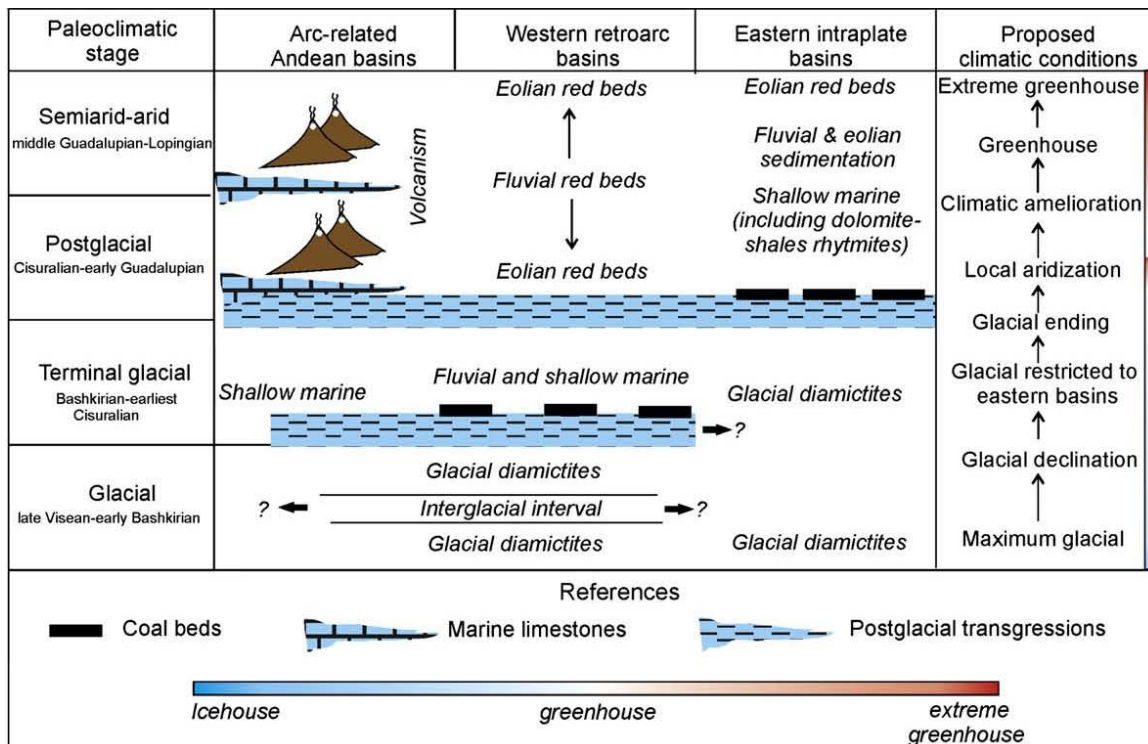 Paleoclimatic stage
Arc-related Andean basins
Western retroarc basins
Eastern intraplate basins
Proposed climatic conditions
Semiarid-arid
middle Guadalupian-Lopingian
Volcanism
Eolian red beds
Fluvial red beds
Eolian red beds
Eolian red beds
Fluvial & eolian
sedimentation
Shallow marine
(including dolomite-
shales rhytmites)
Extreme greenhouse
Greenhouse
Climatic amelioration
Postglacial
Cisuralian-early Guadalupian
Local aridization
Glacial ending
Terminal glacial
Bashkirian-earliest
Cisuralian
Shallow marine
Fluvial and shallow marine
?
Glacial diamictites
Glacial restricted to
eastern basins
Glacial declination
Glacial
late Visean-early Bashkirian
Glacial diamictites
?
Interglacial interval
?
Glacial diamictites
Glacial diamictites
Maximum glacial
References
Coal beds
Marine limestones
Postglacial transgressions
Icehouse
greenhouse
extreme
greenhouse